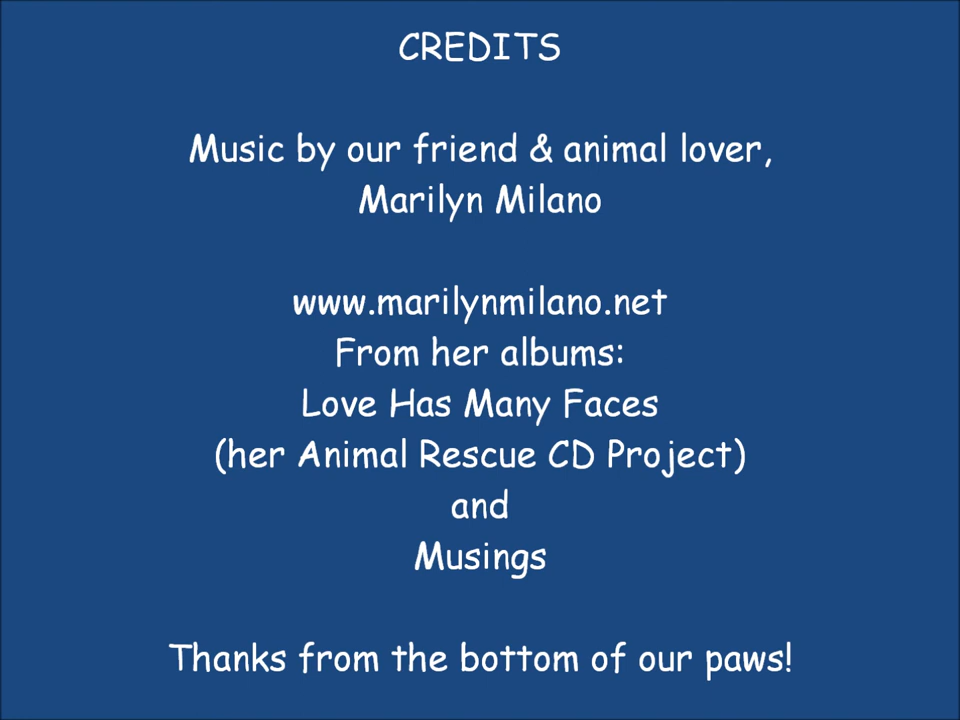 CREDITS
Music by our friend & animal lover,
Marilyn Milano
www.marilynmilano.net
From her albums:
Love Has Many Faces
(her Animal Rescue CD Project)
and
Musings
Thanks from the bottom of our paws!